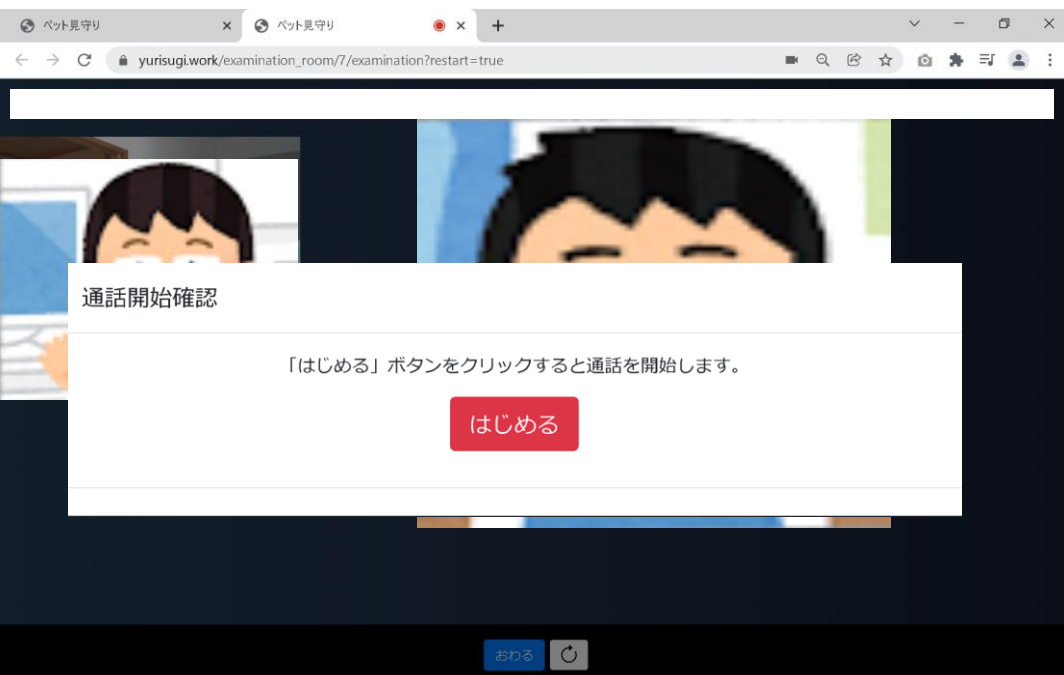 ペット見守り
ペット見守り
yurisugi.work/examination_room/7/examination?restart=true
通話開始確認
「はじめる」ボタンをクリックすると通話を開始します。
はじめる
おわる